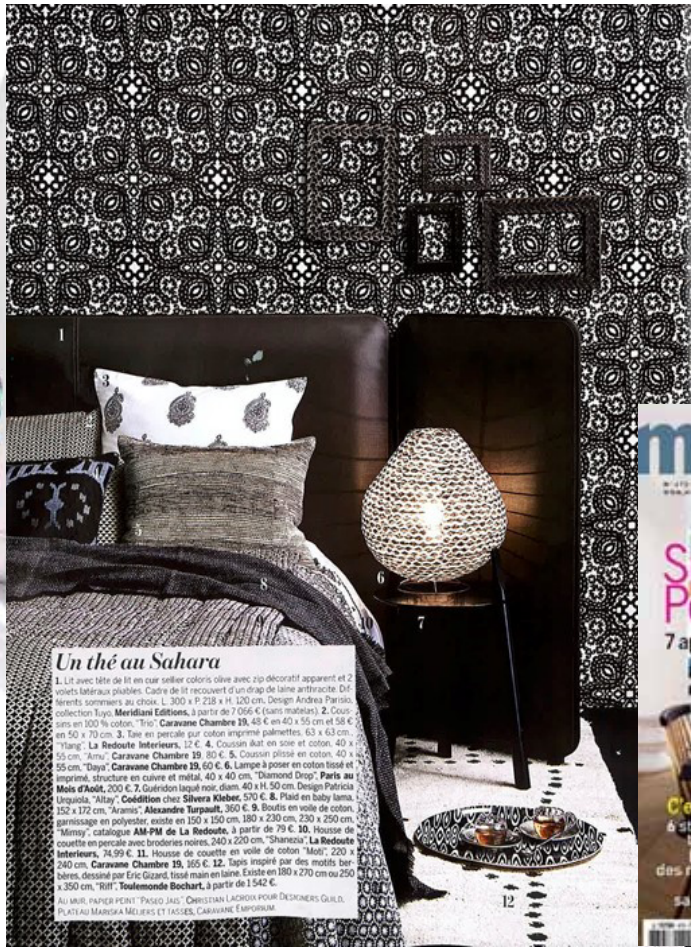 1
3
2
5
6
7
8
9
10
12
Un thé au Sahara
1. Lit avec tête de lit en cuir sellier coloris olive avec zip décoratif apparent et 2
volets latéraux pliables. Cadre de lit recouvert d'un drap de laine anthracite. Dif-
férents sommiers au choix. L. 300 x P. 218 x H. 120 cm. Design Andrea Parisio,
collection Tuyo, Meridiani Editions, à partir de 7 066 € (sans matelas). 2. Cous-
sins en 100 % coton, "Trio", Caravane Chambre 19, 48 € en 40 x 55 cm et 58 €
en 50 x 70 cm. 3. Taie en percale pur coton imprimé palmettes, 63 x 63 cm,
"Ylang", La Redoute Interieurs, 12 €. 4. Coussin ikat en soie et coton, 40 x
55 cm, "Arnu", Caravane Chambre 19, 80 €. 5. Coussin plissé en coton, 40 x
55 cm, "Daya", Caravane Chambre 19, 60 €. 6. Lampe à poser en coton tissé et
imprimé, structure en cuivre et métal, 40 x 40 cm, "Diamond Drop", Paris au
Mois d'Août, 200 €. 7. Guéridon laqué noir, diam. 40 x H. 50 cm. Design Patricia
Urquiola, "Altay", Coédition chez Silvera Kleber, 570 €. 8. Plaid en baby lama,
152 x 172 cm, "Aramis", Alexandre Turpault, 360 €. 9. Boutis en voile de coton,
garnissage en polyester, existe en 150 x 150 cm, 180 x 230 cm, 230 x 250 cm,
"Mimsy", catalogue AM-PM de La Redoute, à partir de 79 €. 10. Housse de
couette en percale avec broderies noires, 240 x 220 cm, "Shanezia", La Redoute
Interieurs, 74,99 €. 11. Housse de couette en voile de coton "Moti", 220 x
240 cm, Caravane Chambre 19, 165 €. 12. Tapis inspiré par des motifs ber-
bères, dessiné par Eric Gizard, tissé main en laine. Existe en 180 x 270 cm ou 250
x 350 cm, "Riff", Toulemonde Bochart, à partir de 1 542 €.
Au mur, papier peint "Paseo Jais", Christian Lacroix pour Designers Guild.
Plateau Mariska Meijers et tasses, Caravane Emporium.
m
7 a
des
sa